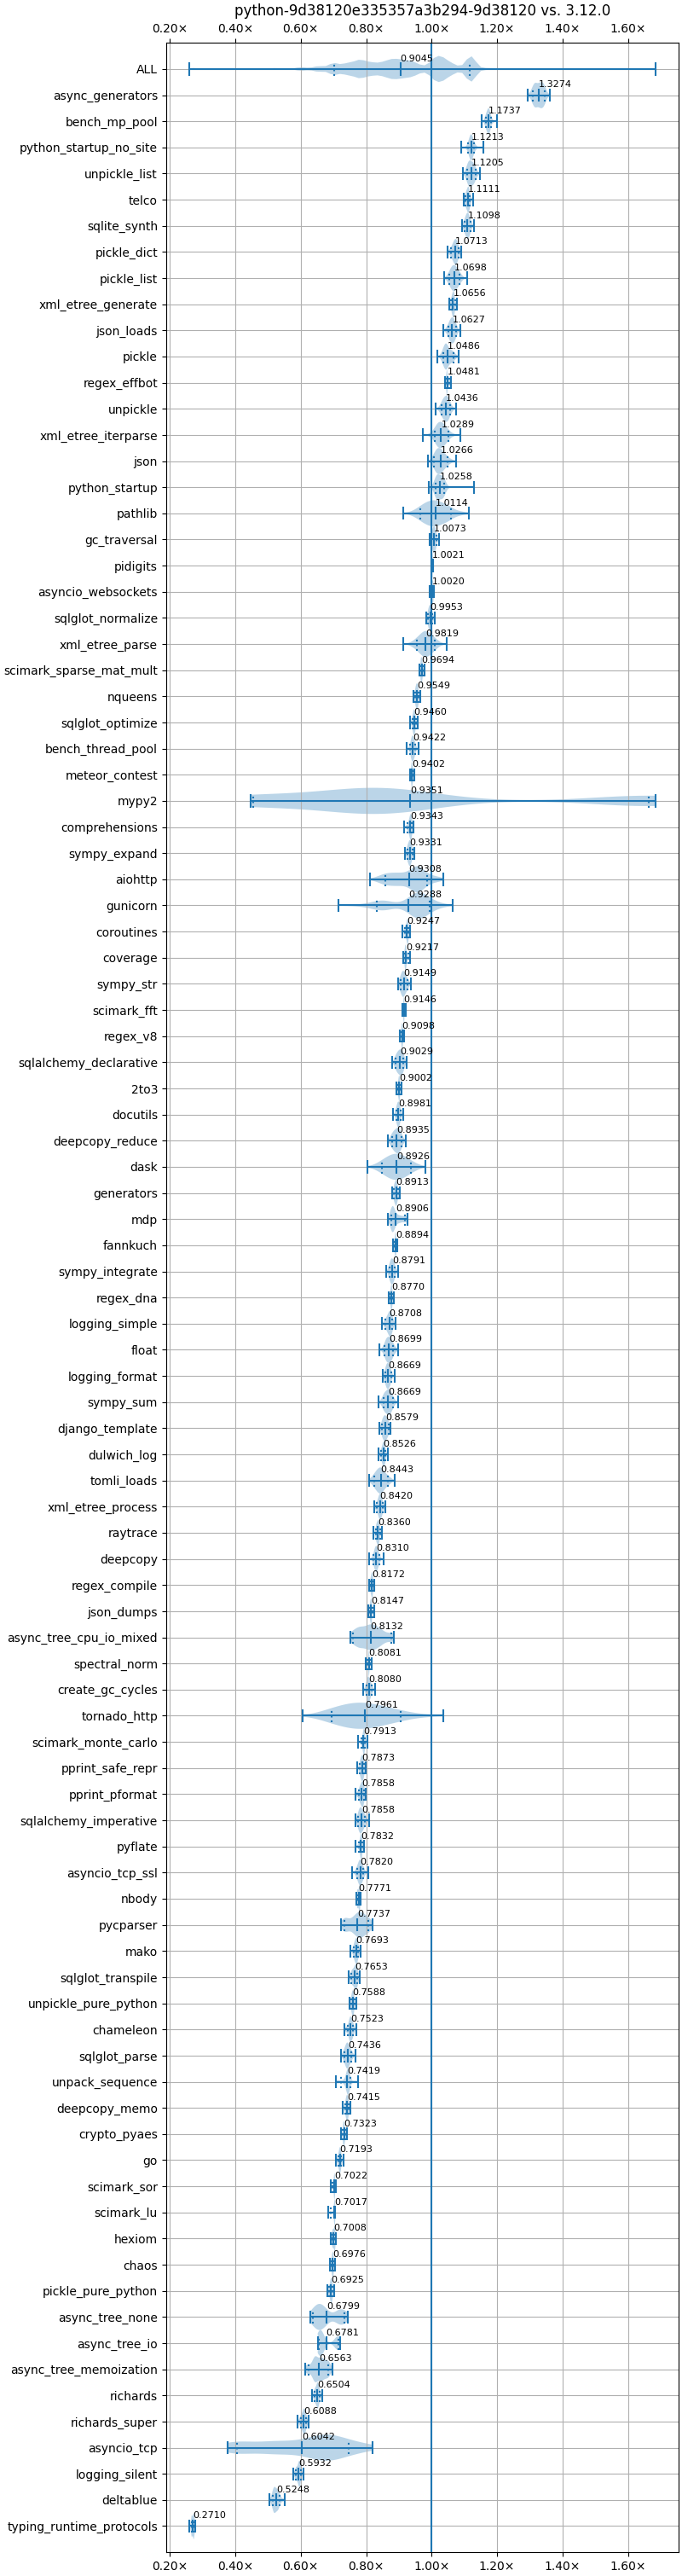 python-9d38120e335357a3b294-9d38120 vs. 3.12.0
0.20× 0.40× 0.60× 0.80× 1.00× 1.20× 1.40× 1.60×
ALL 0.9045
async_generators 1.3274
bench_mp_pool 1.1737
python_startup_no_site 1.1213
unpickle_list 1.1205
telco 1.1111
sqlite_synth 1.1098
pickle_dict 1.0713
pickle_list 1.0698
xml_etree_generate 1.0656
json_loads 1.0627
pickle 1.0486
regex_effbot 1.0481
unpickle 1.0436
xml_etree_iterparse 1.0289
json 1.0266
python_startup 1.0258
pathlib 1.0114
gc_traversal 1.0073
pidigits 1.0021
asyncio_websockets 1.0020
sqlglot_normalize 0.9953
xml_etree_parse 0.9819
scimark_sparse_mat_mult 0.9694
nqueens 0.9549
sqlglot_optimize 0.9460
bench_thread_pool 0.9422
meteor_contest 0.9402
mypy2 0.9351
comprehensions 0.9343
sympy_expand 0.9331
aiohttp 0.9308
gunicorn 0.9288
coroutines 0.9247
coverage 0.9217
sympy_str 0.9149
scimark_fft 0.9146
regex_v8 0.9098
sqlalchemy_declarative 0.9029
2to3 0.9002
docutils 0.8981
deepcopy_reduce 0.8935
dask 0.8926
generators 0.8913
mdp 0.8906
fannkuch 0.8894
sympy_integrate 0.8791
regex_dna 0.8770
logging_simple 0.8708
float 0.8699
logging_format 0.8669
sympy_sum 0.8669
django_template 0.8579
dulwich_log 0.8526
tomli_loads 0.8443
xml_etree_process 0.8420
raytrace 0.8360
deepcopy 0.8310
regex_compile 0.8172
json_dumps 0.8147
async_tree_cpu_io_mixed 0.8132
spectral_norm 0.8081
create_gc_cycles 0.8080
tornado_http 0.7961
scimark_monte_carlo 0.7913
pprint_safe_repr 0.7873
pprint_pformat 0.7858
sqlalchemy_imperative 0.7858
pyflate 0.7832
asyncio_tcp_ssl 0.7820
nbody 0.7771
pycparser 0.7737
mako 0.7693
sqlglot_transpile 0.7653
unpickle_pure_python 0.7588
chameleon 0.7523
sqlglot_parse 0.7436
unpack_sequence 0.7419
deepcopy_memo 0.7415
crypto_pyaes 0.7323
go 0.7193
scimark_sor 0.7022
scimark_lu 0.7017
hexiom 0.7008
chaos 0.6976
pickle_pure_python 0.6925
async_tree_none 0.6799
async_tree_io 0.6781
async_tree_memoization 0.6563
richards 0.6504
richards_super 0.6088
asyncio_tcp 0.6042
logging_silent 0.5932
deltablue 0.5248
typing_runtime_protocols 0.2710
0.20× 0.40× 0.60× 0.80× 1.00× 1.20× 1.40× 1.60×